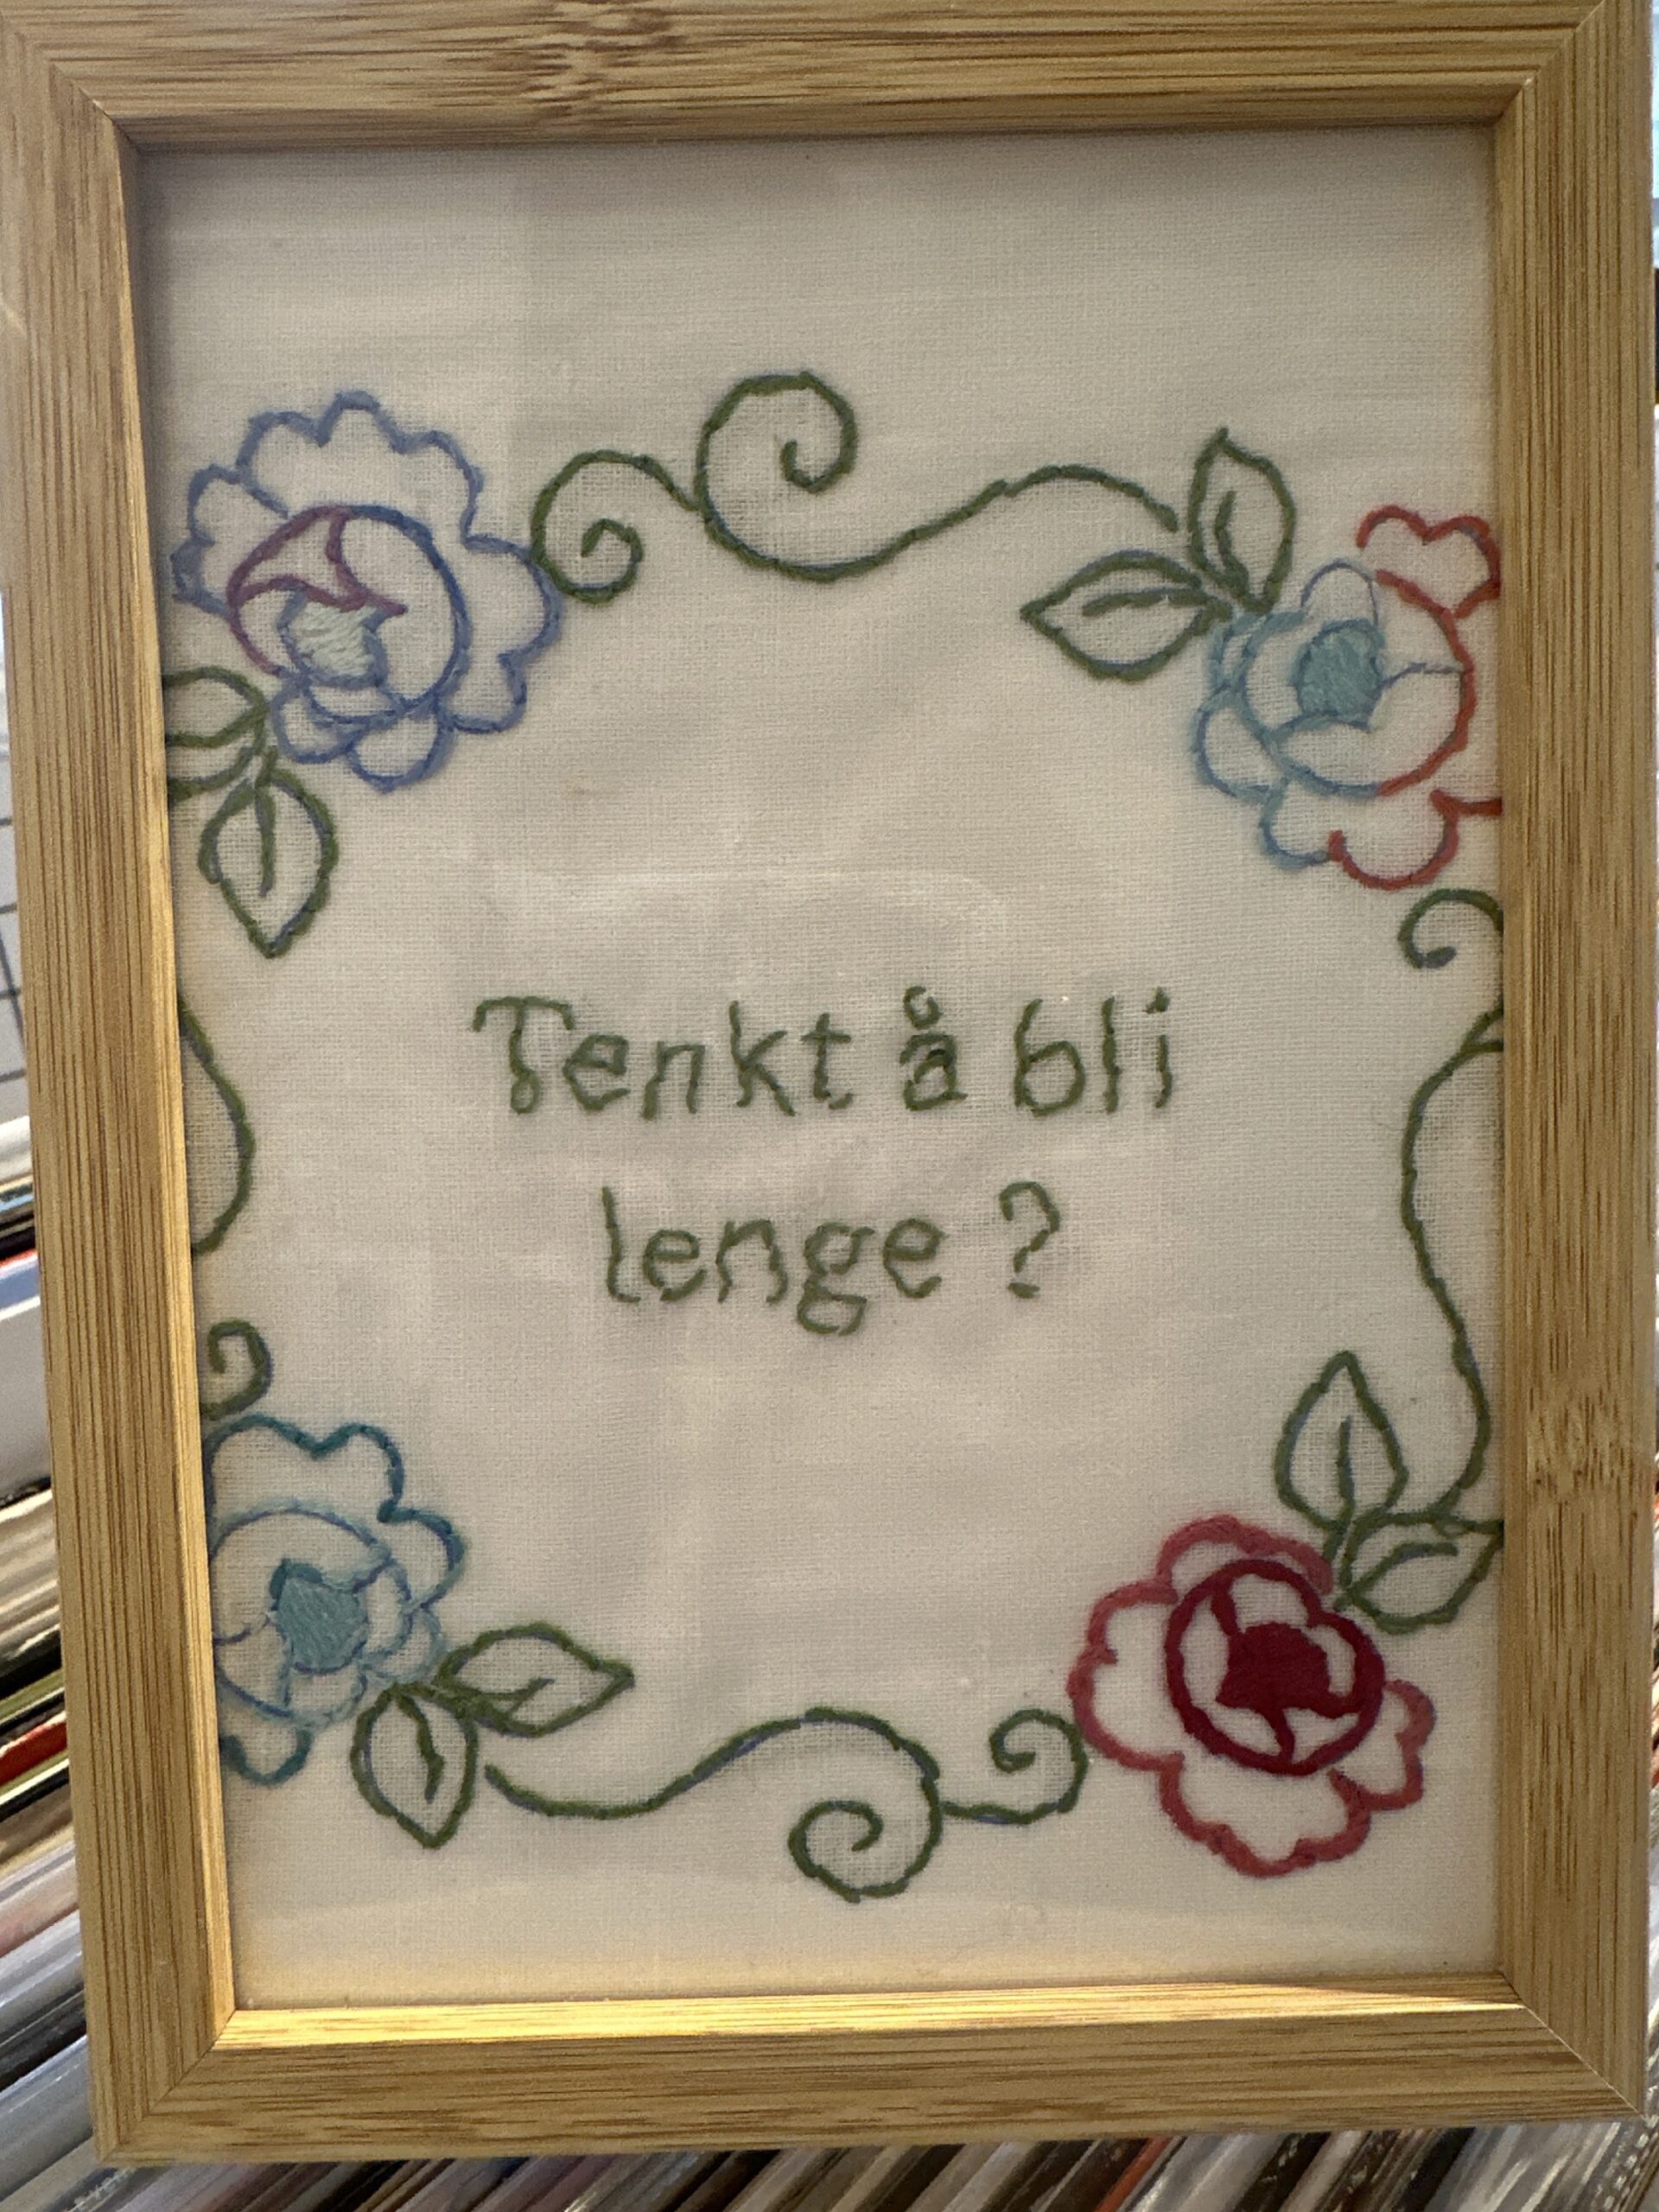 Tenkt å bli
lenge ?